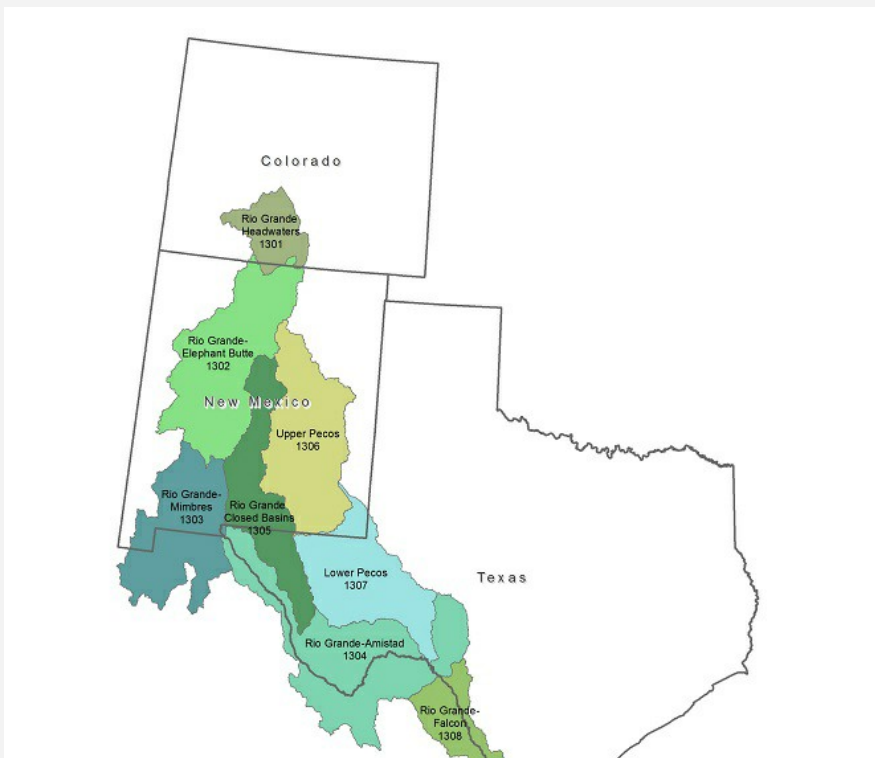 Colorado
Rio Grande
Headwaters
1301
Rio Grande-
Elephant Butte
1302
New Mexico
Upper Pecos
1306
Rio Grande-
Mimbres
1303
Rio Grande
Closed Basins
1305
Lower Pecos
1307
Texas
Rio Grande-Amistad
1304
Rio Grande-
Falcon
1308